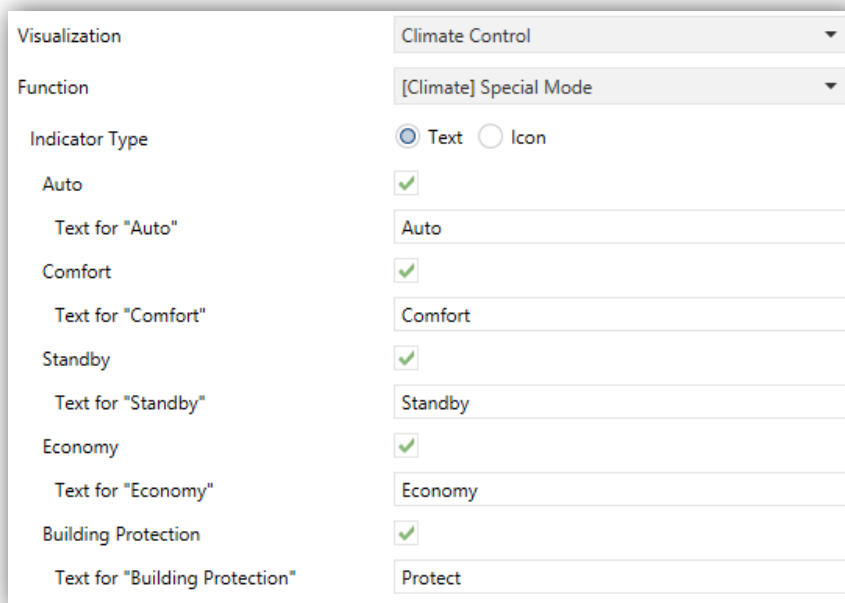 Visualization Climate Control
Function [Climate] Special Mode
Indicator Type Text Icon
Auto
Text for "Auto" Auto
Comfort
Text for "Comfort" Comfort
Standby
Text for "Standby" Standby
Economy
Text for "Economy" Economy
Building Protection
Text for "Building Protection" Protect